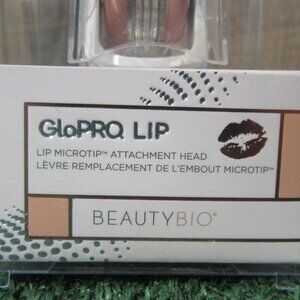 GloPRO LIP
LIP MICROTIP™ ATTACHMENT HEAD
LÈVRE REMPLACEMENT DE L'EMBOUT MICROTIP™
BEAUTYBIO®